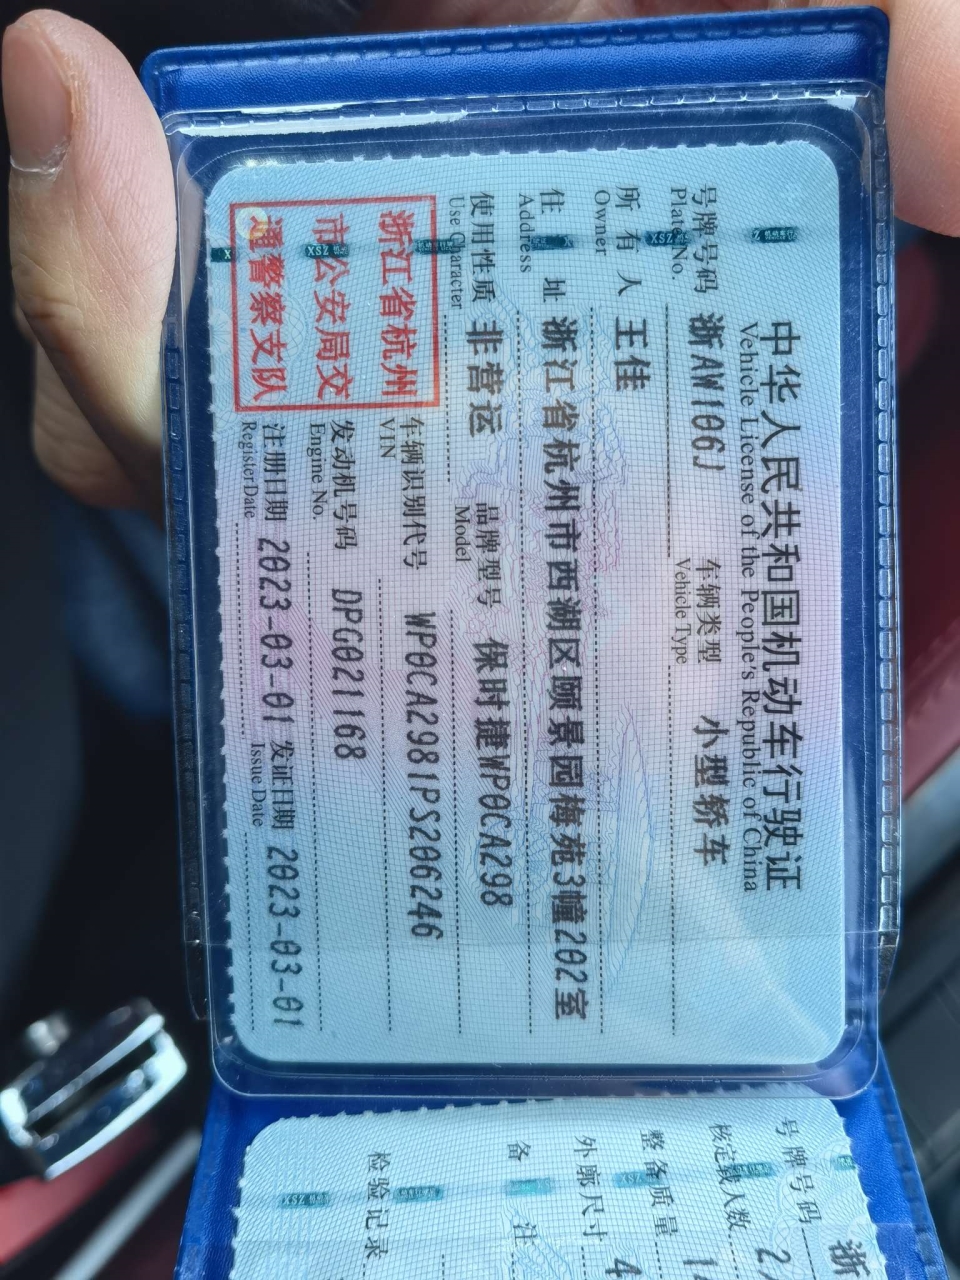 中华人民共和国机动车行驶证
Vehicle License of the People's Republic of China
号牌号码 浙AW106J 车辆类型 小型轿车
Plate No. Vehicle Type
所有人 王佳
Owner
住址 浙江省杭州市西湖区颐景园梅苑3幢202室
Address
使用性质 非营运 品牌型号 保时捷WP0CA298
Use Character Model
浙江省杭州
市公安局交
通警察支队
车辆识别代号 WP0CA2981PS206246
VIN
发动机号码 DPG021168
Engine No.
注册日期 2023-03-01 发证日期 2023-03-01
Register Date Issue Date
号牌号码 浙
核定载人数 2
整备质量 14
外廓尺寸 4
备注
检验记录